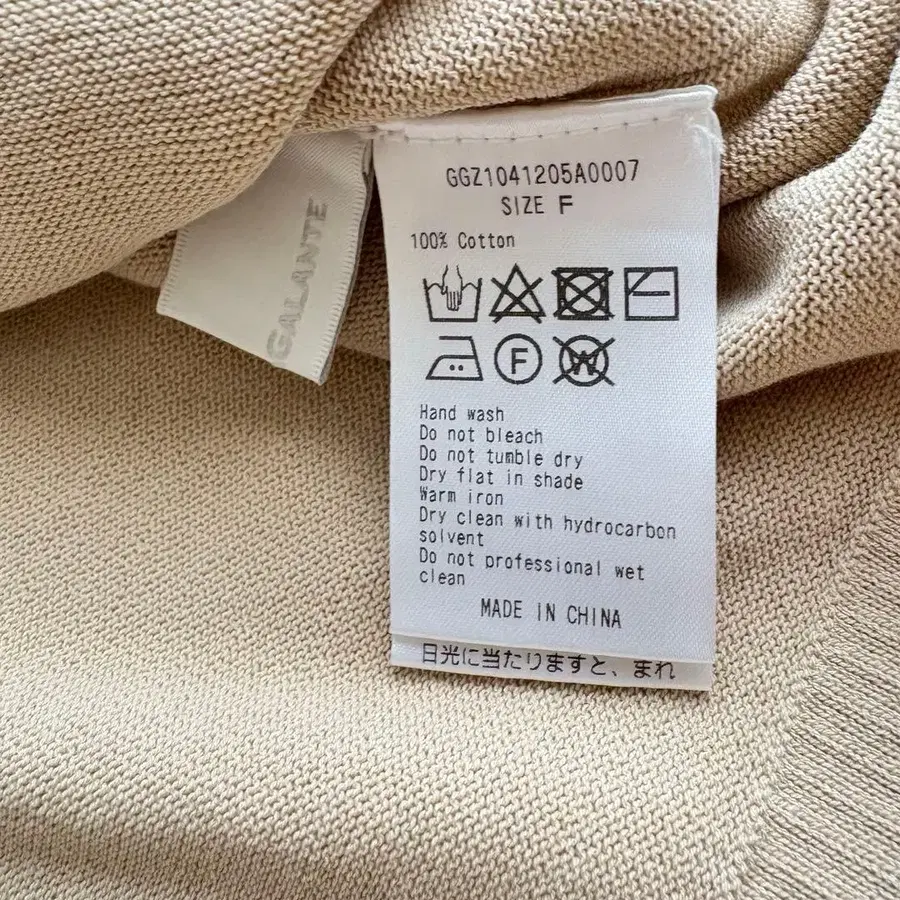 GALANTE
GGZ1041205A0007
SIZE F
100% Cotton
F
W
Hand wash
Do not bleach
Do not tumble dry
Dry flat in shade
Warm iron
Dry clean with hydrocarbon
solvent
Do not professional wet
clean
MADE IN CHINA
日光に当たりますと、まれ